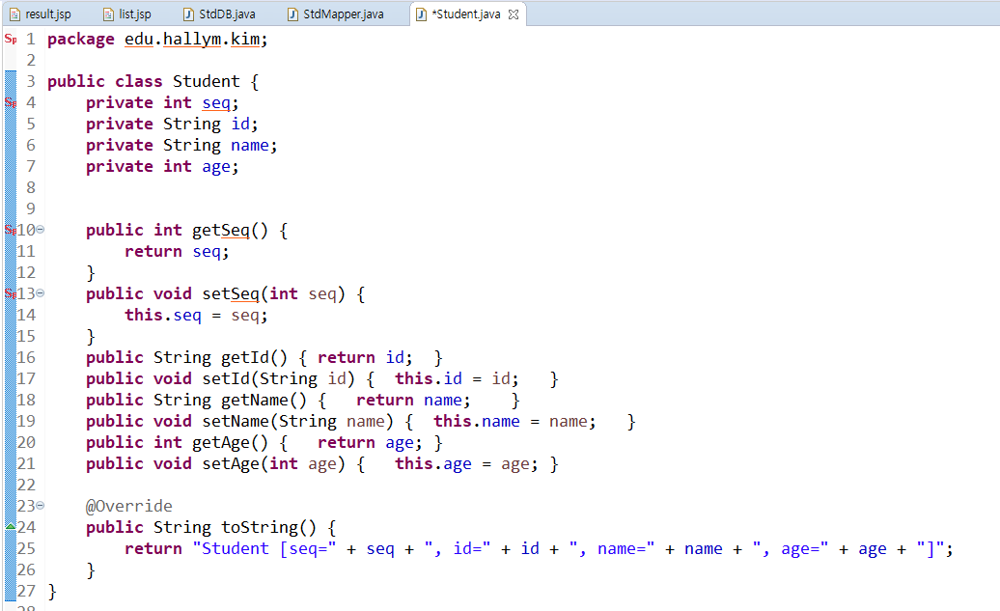 result.jsp list.jsp StdDB.java StdMapper.java *Student.java
Sp 1 package edu.hallym.kim;
2
3 public class Student {
Sp 4 private int seq;
5 private String id;
6 private String name;
7 private int age;
8
9
Sp 10 public int getSeq() {
11 return seq;
12 }
Sp 13 public void setSeq(int seq) {
14 this.seq = seq;
15 }
16 public String getId() { return id; }
17 public void setId(String id) { this.id = id; }
18 public String getName() { return name; }
19 public void setName(String name) { this.name = name; }
20 public int getAge() { return age; }
21 public void setAge(int age) { this.age = age; }
22
23 @Override
24 public String toString() {
25 return "Student [seq=" + seq + ", id=" + id + ", name=" + name + ", age=" + age + "]";
26 }
27 }
28